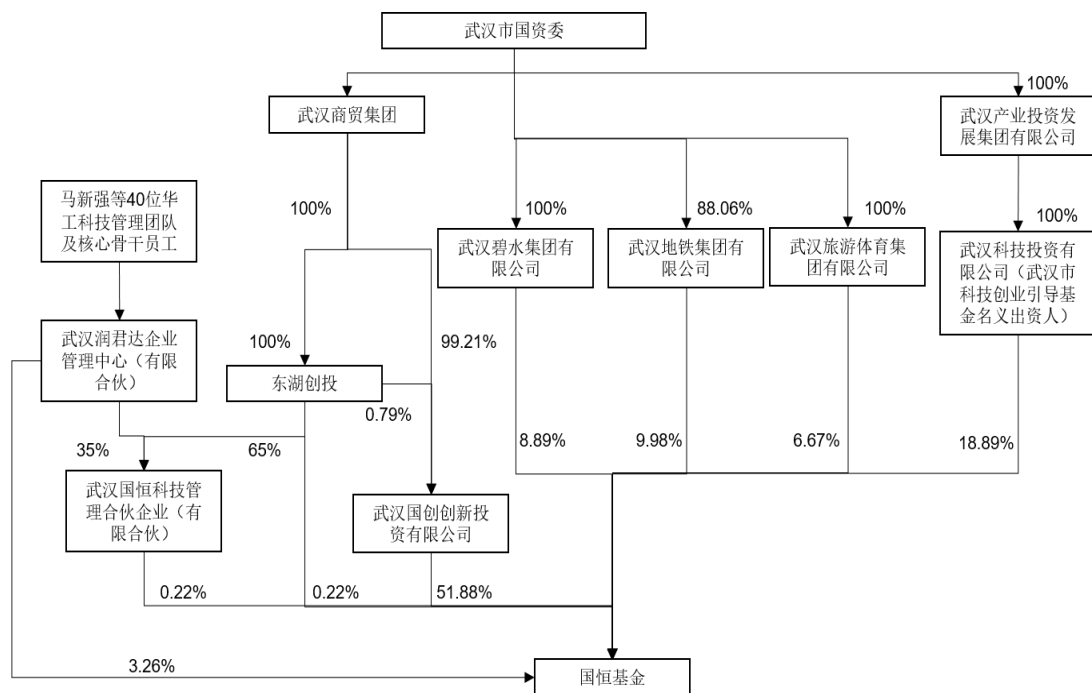 武汉市国资委
100%
武汉商贸集团
武汉产业投资发
展集团有限公司
马新强等40位华
工科技管理团队
及核心骨干员工
100%
100%
88.06%
100%
100%
武汉碧水集团有
限公司
武汉地铁集团有
限公司
武汉旅游体育集
团有限公司
武汉科技投资有
限公司（武汉市
科技创业引导基
金名义出资人）
武汉润君达企业
管理中心（有限
合伙）
100%
99.21%
东湖创投
0.79%
35%
65%
8.89%
9.98%
6.67%
18.89%
武汉国恒科技管
理合伙企业（有
限合伙）
武汉国创创新投
资有限公司
0.22%
0.22%
51.88%
3.26%
国恒基金